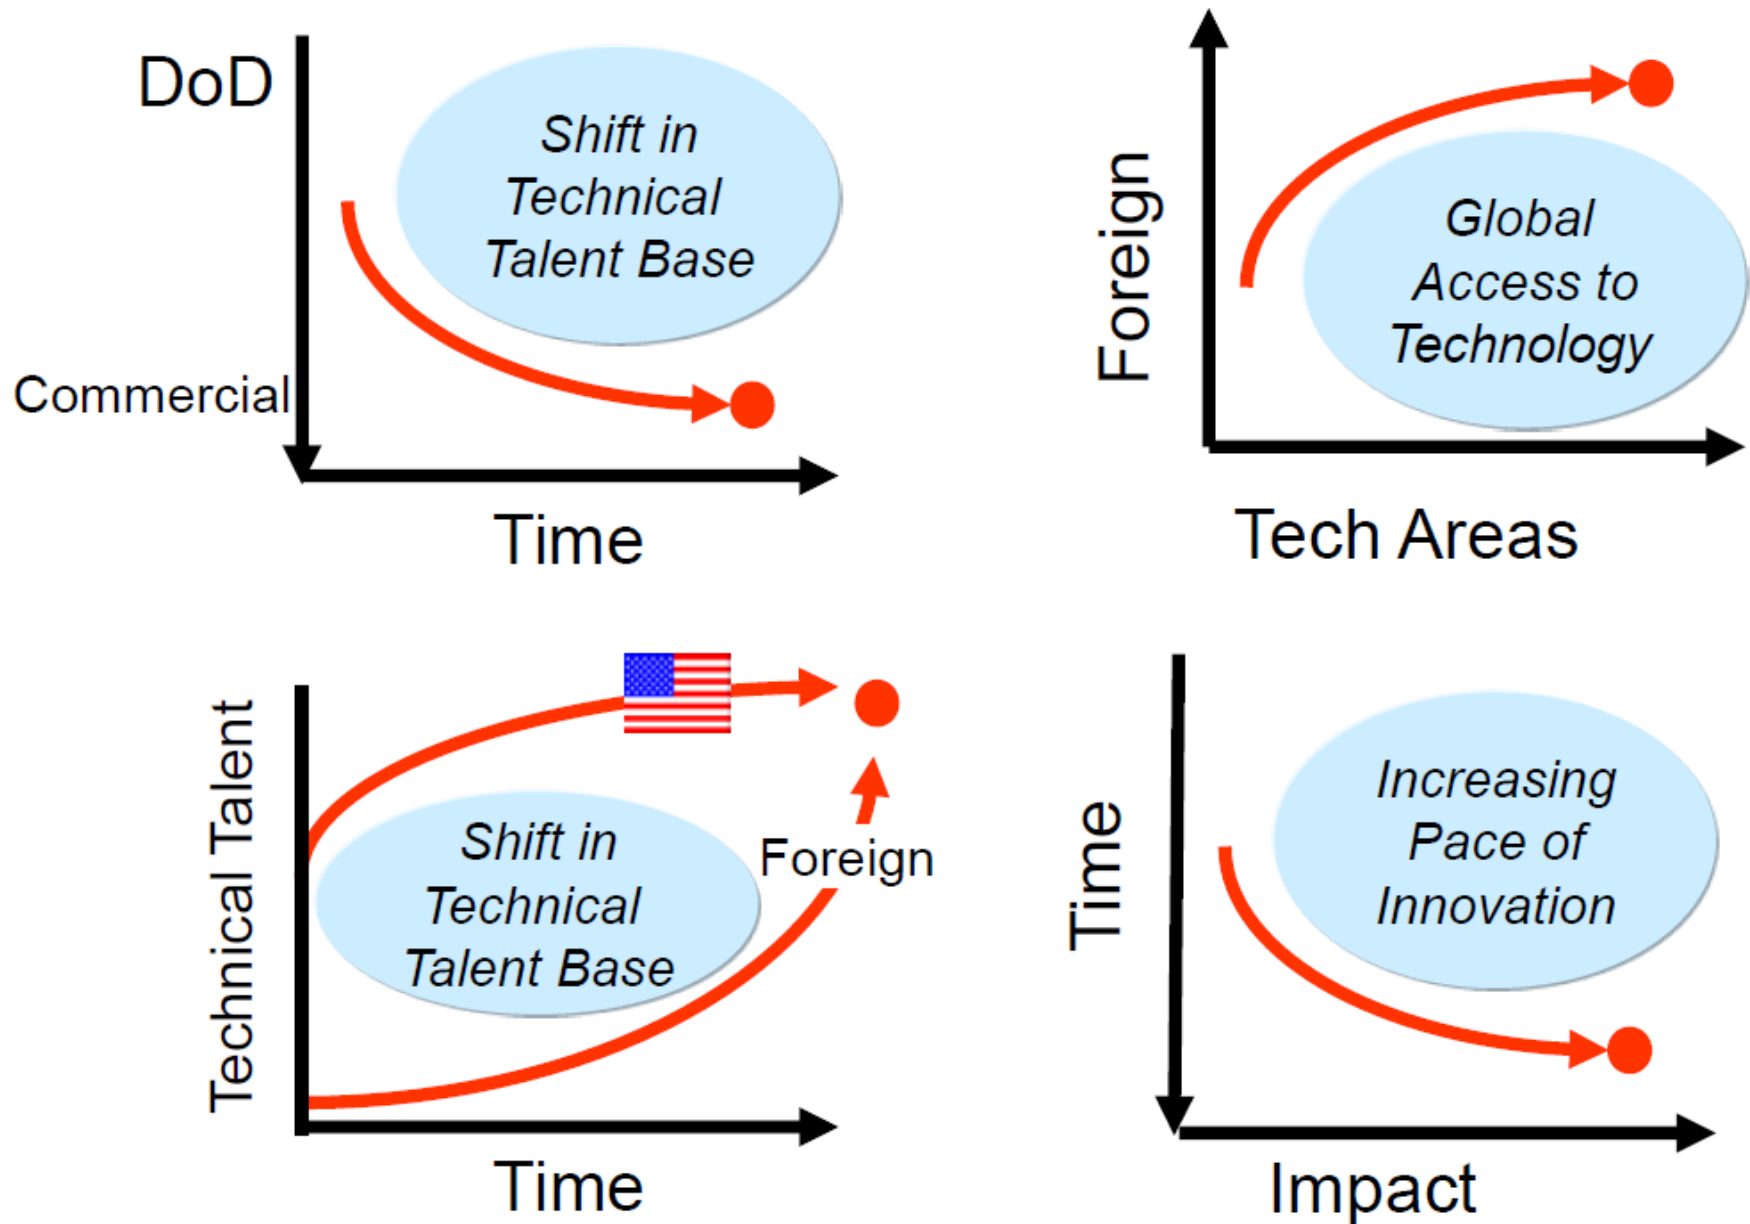 DoD
Shift in
Technical
Talent Base
Commercial
Time
Foreign
Global
Access to
Technology
Tech Areas
Technical Talent
Shift in
Technical
Talent Base
Foreign
Time
Time
Increasing
Pace of
Innovation
Impact